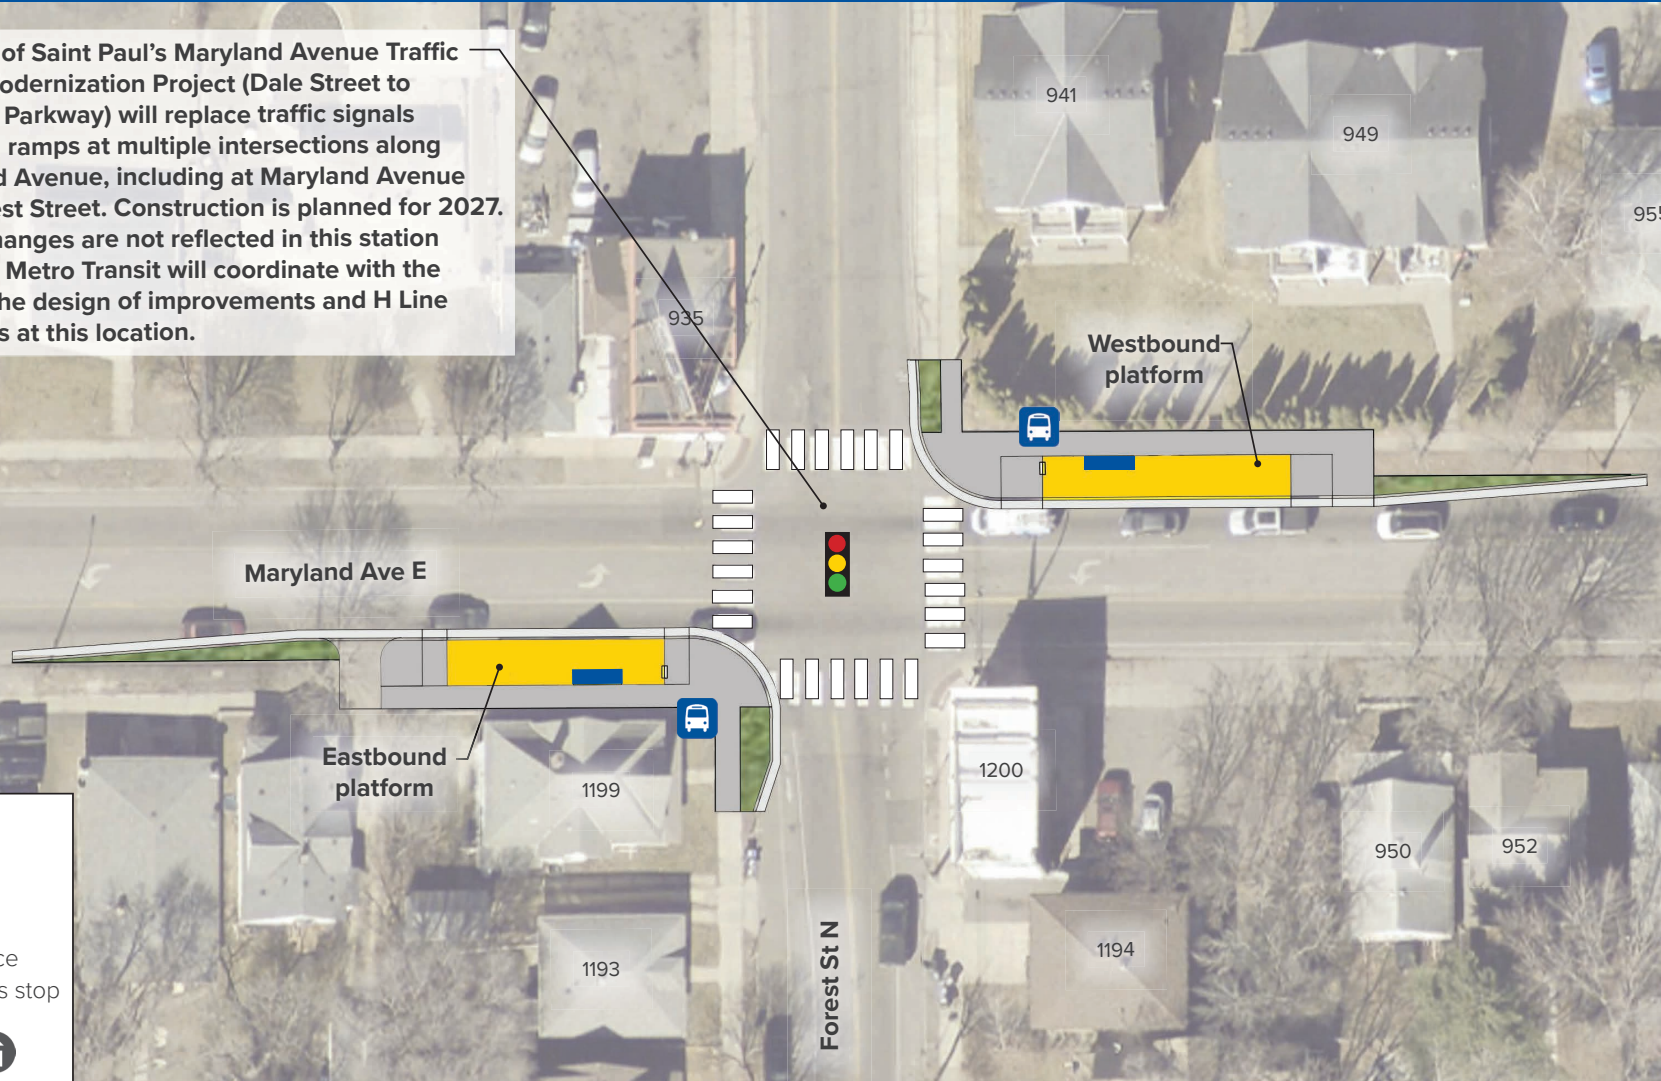 of Saint Paul’s Maryland Avenue Traffic
odernization Project (Dale Street to
Parkway) will replace traffic signals
ramps at multiple intersections along
d Avenue, including at Maryland Avenue
est Street. Construction is planned for 2027.
hanges are not reflected in this station
Metro Transit will coordinate with the
he design of improvements and H Line
s at this location.
941
949
955
935
Westbound
platform
Maryland Ave E
Eastbound
platform
1199
1200
950
952
1193
1194
Forest St N
ce
s stop